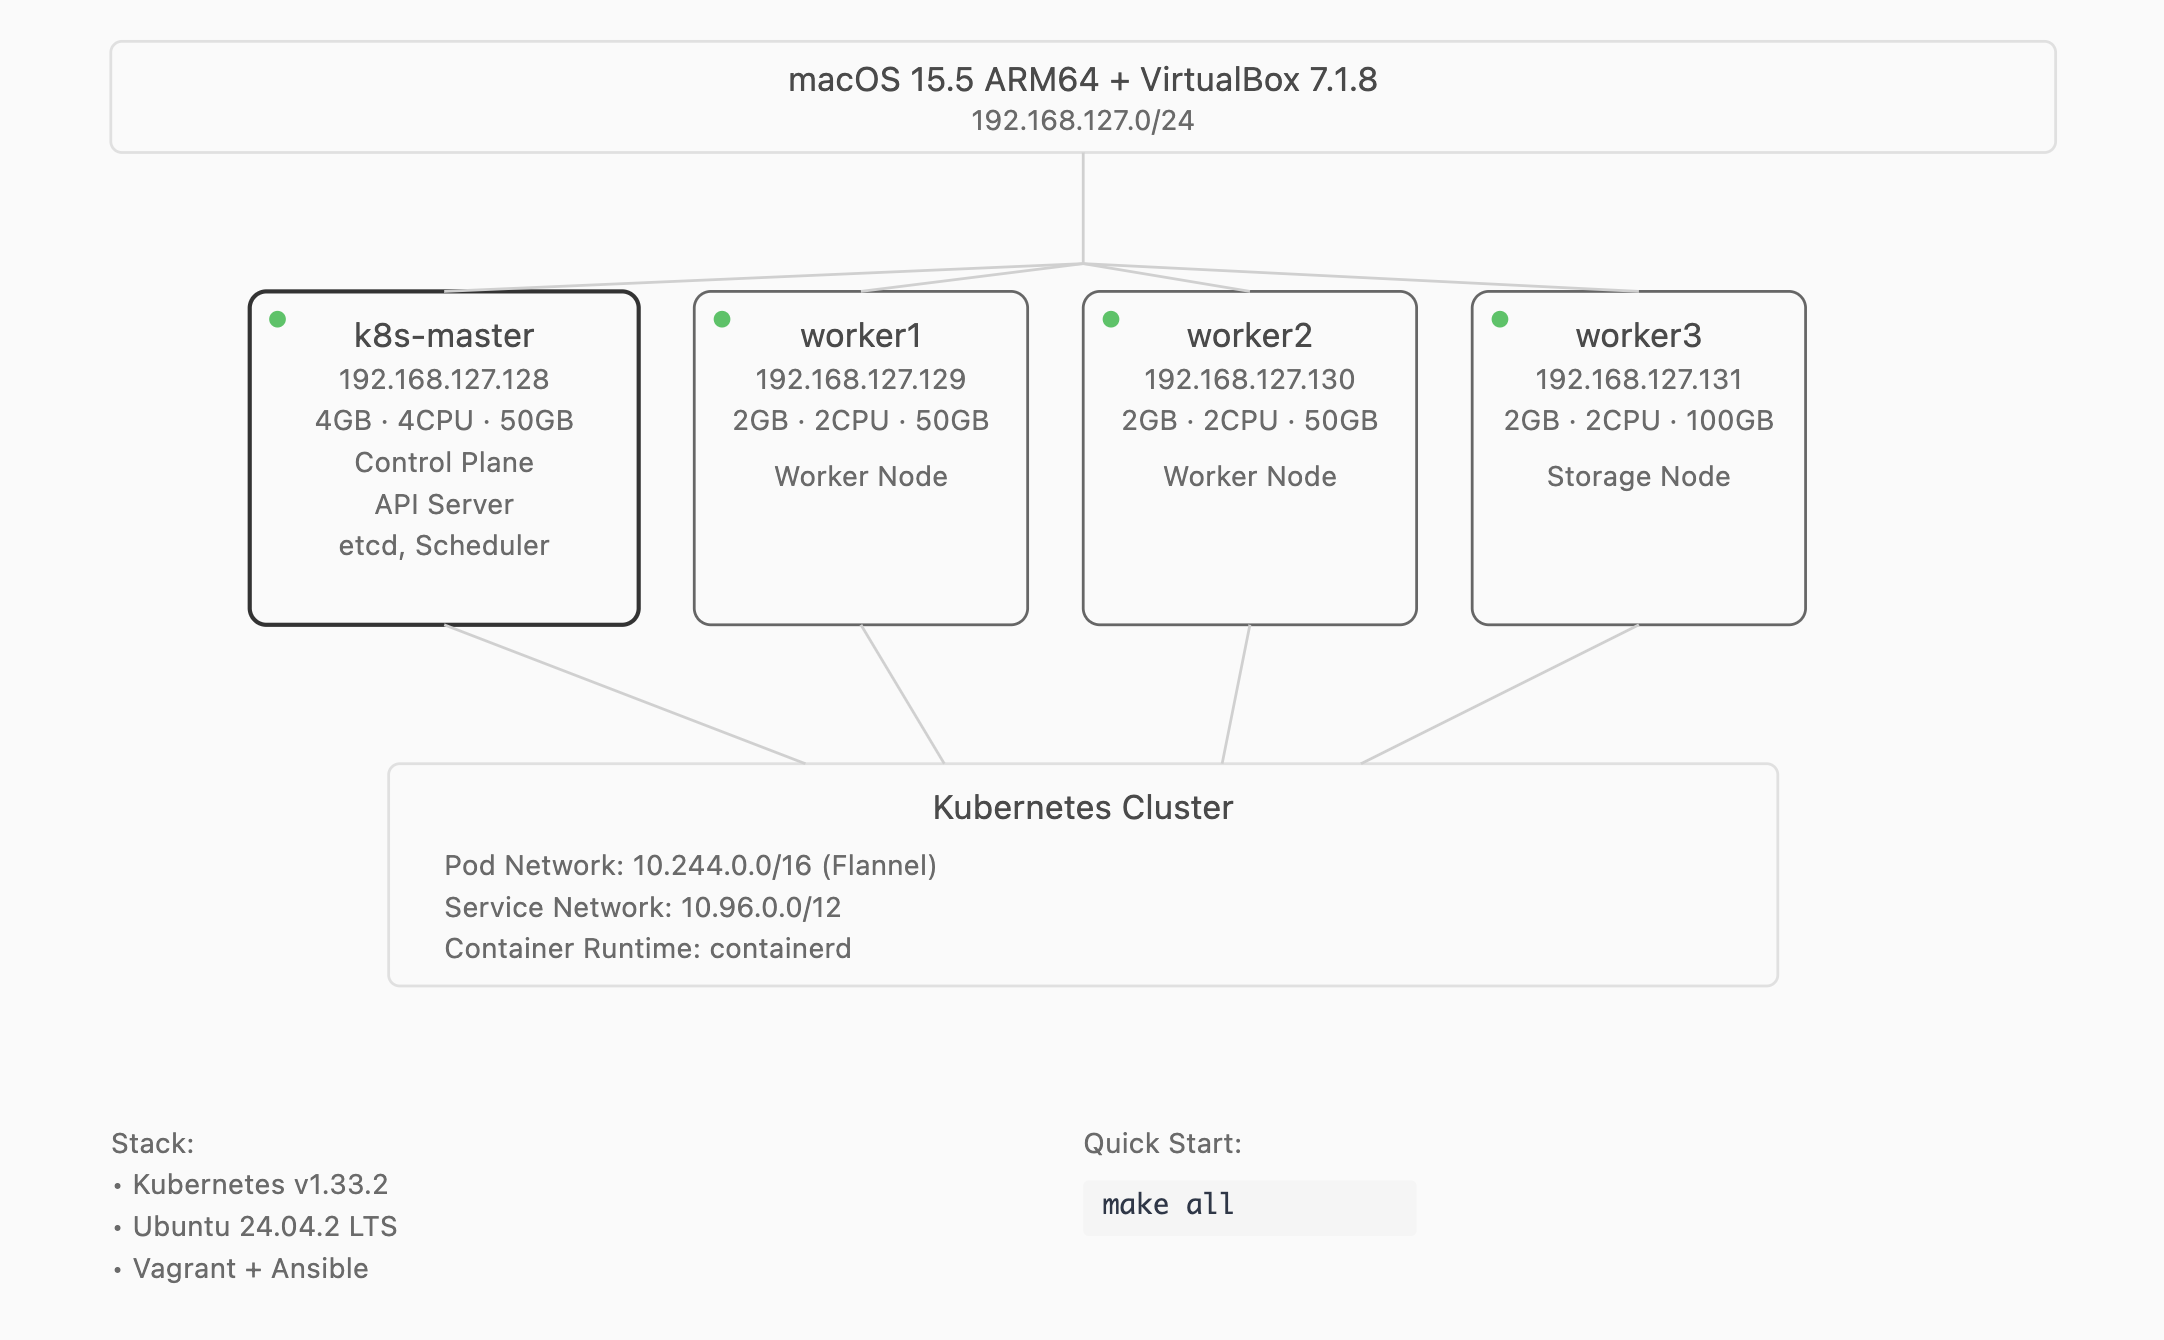 macOS 15.5 ARM64 + VirtualBox 7.1.8
192.168.127.0/24
k8s-master
192.168.127.128
4GB · 4CPU · 50GB
Control Plane
API Server
etcd, Scheduler
worker1
192.168.127.129
2GB · 2CPU · 50GB
Worker Node
worker2
192.168.127.130
2GB · 2CPU · 50GB
Worker Node
worker3
192.168.127.131
2GB · 2CPU · 100GB
Storage Node
Kubernetes Cluster
Pod Network: 10.244.0.0/16 (Flannel)
Service Network: 10.96.0.0/12
Container Runtime: containerd
Stack:
• Kubernetes v1.33.2
• Ubuntu 24.04.2 LTS
• Vagrant + Ansible
Quick Start:
make all